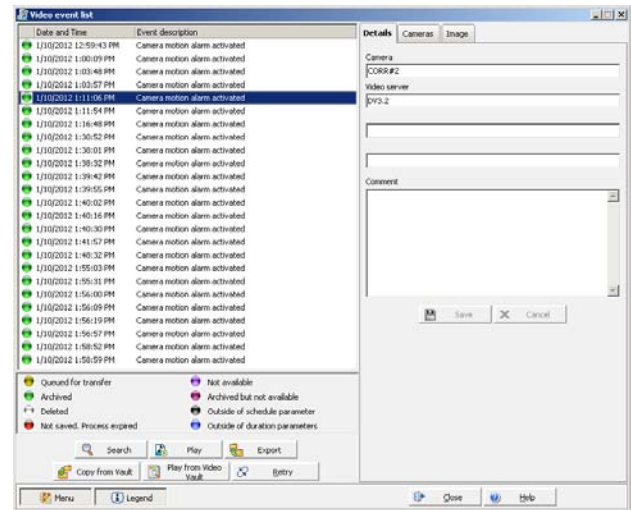 Video event list
Date and Time Event description
1/10/2012 12:59:43 PM Camera motion alarm activated
1/10/2012 1:00:09 PM Camera motion alarm activated
1/10/2012 1:03:48 PM Camera motion alarm activated
1/10/2012 1:03:57 PM Camera motion alarm activated
1/10/2012 1:11:06 PM Camera motion alarm activated
1/10/2012 1:11:54 PM Camera motion alarm activated
1/10/2012 1:16:48 PM Camera motion alarm activated
1/10/2012 1:30:52 PM Camera motion alarm activated
1/10/2012 1:38:01 PM Camera motion alarm activated
1/10/2012 1:38:32 PM Camera motion alarm activated
1/10/2012 1:39:42 PM Camera motion alarm activated
1/10/2012 1:39:55 PM Camera motion alarm activated
1/10/2012 1:40:02 PM Camera motion alarm activated
1/10/2012 1:40:16 PM Camera motion alarm activated
1/10/2012 1:40:30 PM Camera motion alarm activated
1/10/2012 1:41:57 PM Camera motion alarm activated
1/10/2012 1:48:32 PM Camera motion alarm activated
1/10/2012 1:55:03 PM Camera motion alarm activated
1/10/2012 1:55:31 PM Camera motion alarm activated
1/10/2012 1:56:00 PM Camera motion alarm activated
1/10/2012 1:56:09 PM Camera motion alarm activated
1/10/2012 1:56:19 PM Camera motion alarm activated
1/10/2012 1:56:57 PM Camera motion alarm activated
1/10/2012 1:58:52 PM Camera motion alarm activated
1/10/2012 1:58:59 PM Camera motion alarm activated
Queued for transfer Not available
Archived Archived but not available
Deleted Outside of schedule parameter
Not saved. Process expired Outside of duration parameters
Search Play Export
Copy from Vault Play from Video Vault Retry
Menu Legend
Details Cameras Image
Camera
CORR#2
Video server
DV3.2
Comment
Save Cancel
Close Help